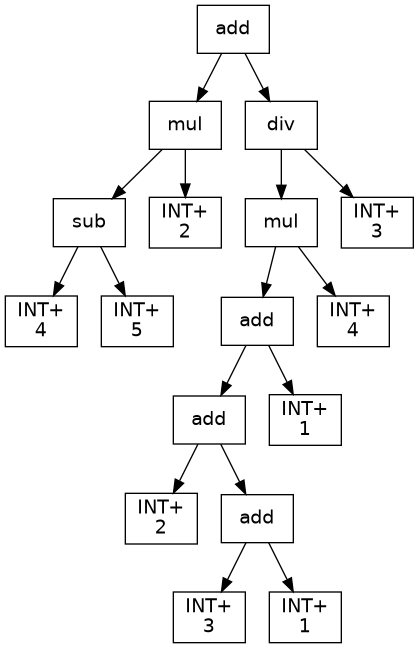 add
mul
div
sub
INT+
2
mul
INT+
3
INT+
4
INT+
5
add
INT+
4
add
INT+
1
INT+
2
add
INT+
3
INT+
1